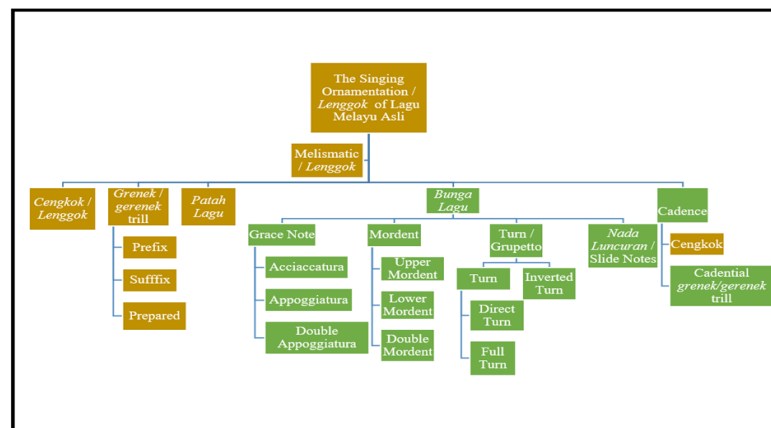 The Singing
Ornamentation /
Lenggok of Lagu
Melayu Asli
Melismatic
/ Lenggok
Cengkok /
Lenggok
Grenek /
gerenek
trill
Prefix
Sufffix
Prepared
Patah
Lagu
Bunga
Lagu
Grace Note
Acciaccatura
Appoggiatura
Double
Appoggiatura
Mordent
Upper
Mordent
Lower
Mordent
Double
Mordent
Turn /
Grupetto
Turn
Direct
Turn
Full
Turn
Inverted
Turn
Nada
Luncuran /
Slide Notes
Cadence
Cengkok
Cadential
grenek/gerenek
trill